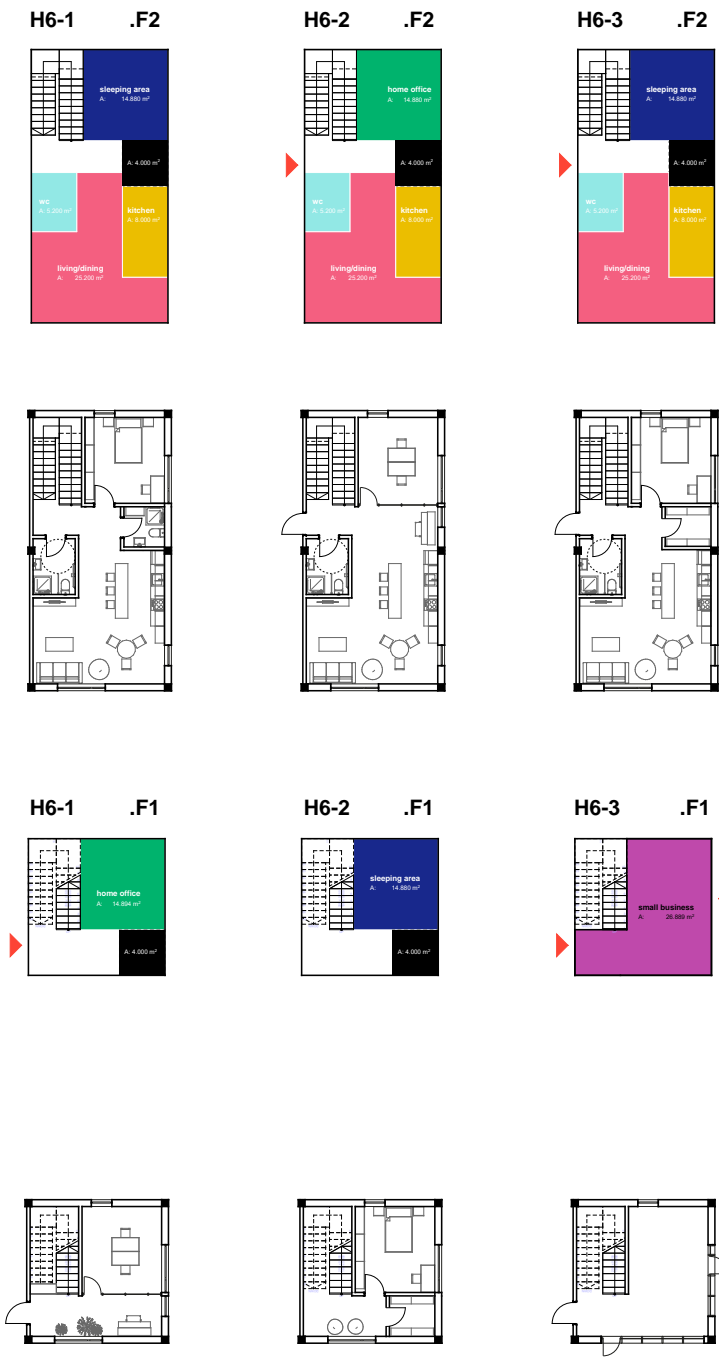 H6-1 .F2 H6-2 .F2 H6-3 .F2
sleeping area home office sleeping area
A: 14.880 m² A: 14.880 m² A: 14.880 m²
A: 4.000 m² A: 4.000 m² A: 4.000 m²
wc kitchen wc kitchen wc kitchen
A: 5.200 m² A: 8.000 m² A: 5.200 m² A: 8.000 m² A: 5.200 m² A: 8.000 m²
living/dining living/dining living/dining
A: 25.200 m² A: 25.200 m² A: 25.200 m²
H6-1 .F1 H6-2 .F1 H6-3 .F1
sleeping area
A: 14.880 m²
home office
A: 14.894 m²
small business
A: 26.889 m²
A: 4.000 m² A: 4.000 m²